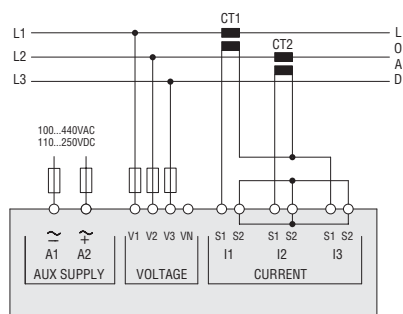 CT1
L1
L
L2
CT2
O
A
L3
D
100...440VAC
110...250VDC
V1 V2 V3 VN
S1 S2 S1 S2 S1 S2
A1 A2
I1 I2 I3
AUX SUPPLY VOLTAGE CURRENT